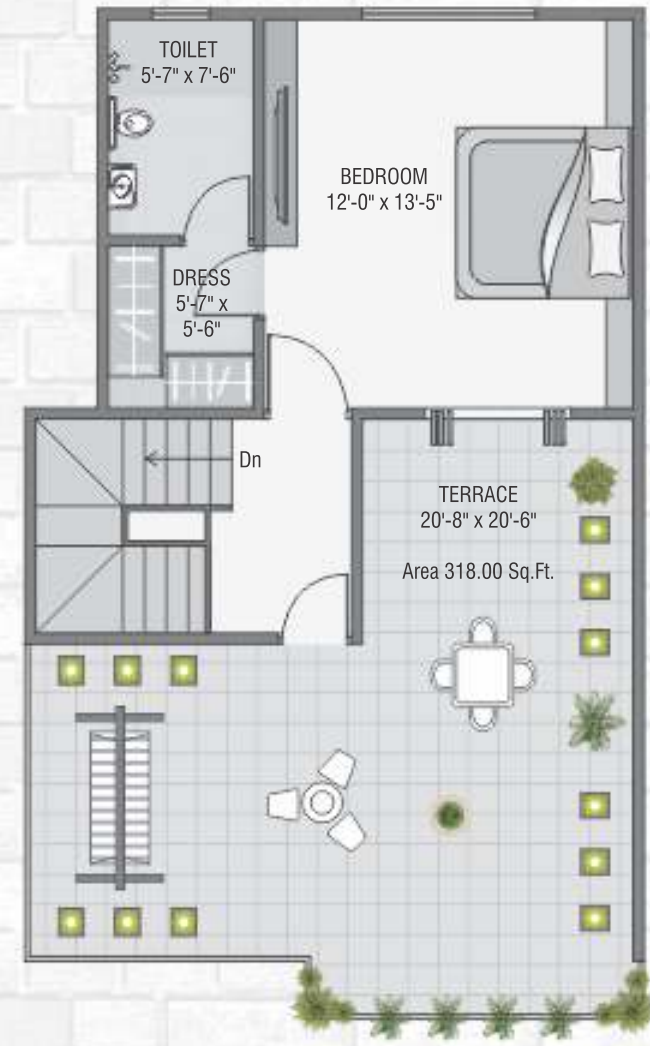 TOILET
5'-7" x 7'-6"
BEDROOM
12'-0" x 13'-5"
DRESS
5'-7" x
5'-6"
Dn
TERRACE
20'-8" x 20'-6"
Area 318.00 Sq.Ft.